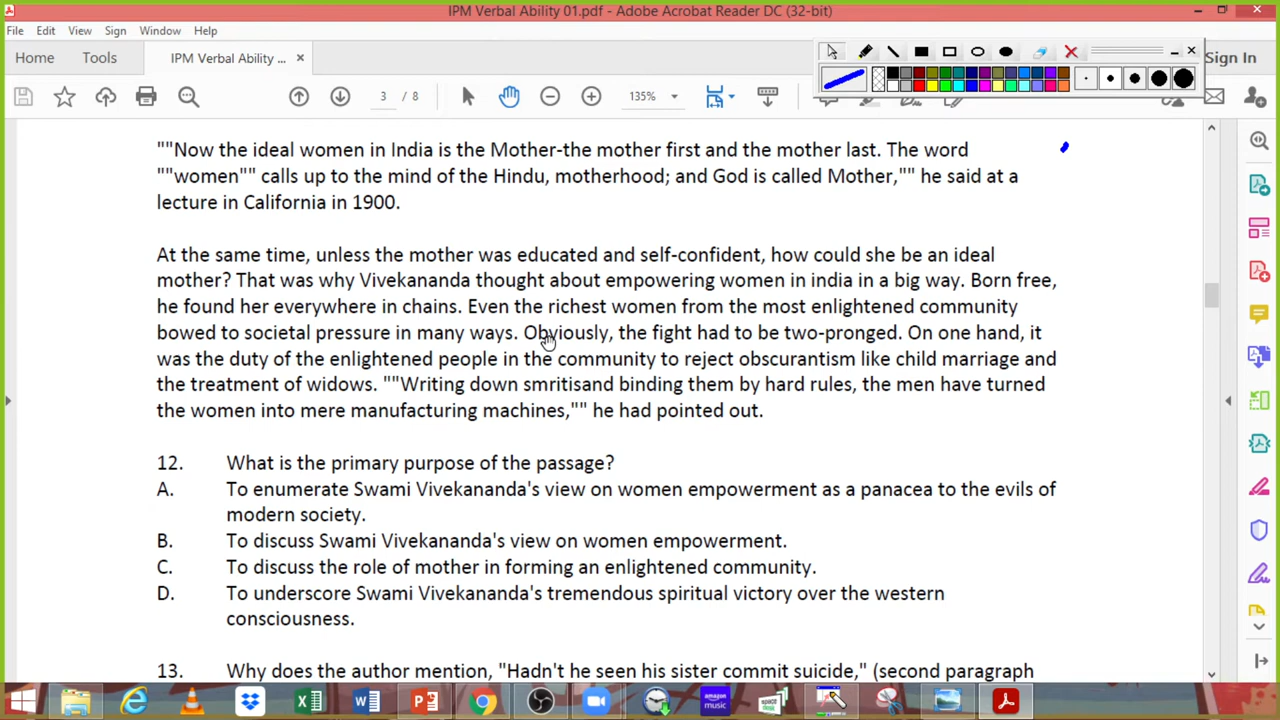 IPM Verbal Ability 01.pdf - Adobe Acrobat Reader DC (32-bit)
File Edit View Sign Window Help
Home Tools IPM Verbal Ability ... × Sign In
3 / 8 135%
""Now the ideal women in India is the Mother-the mother first and the mother last. The word
""women"" calls up to the mind of the Hindu, motherhood; and God is called Mother,"" he said at a
lecture in California in 1900.
At the same time, unless the mother was educated and self-confident, how could she be an ideal
mother? That was why Vivekananda thought about empowering women in india in a big way. Born free,
he found her everywhere in chains. Even the richest women from the most enlightened community
bowed to societal pressure in many ways. Obviously, the fight had to be two-pronged. On one hand, it
was the duty of the enlightened people in the community to reject obscurantism like child marriage and
the treatment of widows. ""Writing down smritisand binding them by hard rules, the men have turned
the women into mere manufacturing machines,"" he had pointed out.
12. What is the primary purpose of the passage?
A. To enumerate Swami Vivekananda's view on women empowerment as a panacea to the evils of
modern society.
B. To discuss Swami Vivekananda's view on women empowerment.
C. To discuss the role of mother in forming an enlightened community.
D. To underscore Swami Vivekananda's tremendous spiritual victory over the western
consciousness.
13. Why does the author mention, "Hadn't he seen his sister commit suicide," (second paragraph
amazon music space desk